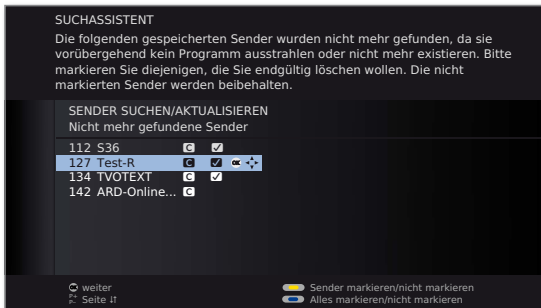 SUCHASSISTENT
Die folgenden gespeicherten Sender wurden nicht mehr gefunden, da sie
vorübergehend kein Programm ausstrahlen oder nicht mehr existieren. Bitte
markieren Sie diejenigen, die Sie endgültig löschen wollen. Die nicht
markierten Sender werden beibehalten.
SENDER SUCHEN/AKTUALISIEREN
Nicht mehr gefundene Sender
112 S36 C
127 Test-R C OK
134 TVOTEXT C
142 ARD-Online... C
OK weiter
P+ P- Seite
Sender markieren/nicht markieren
Alles markieren/nicht markieren